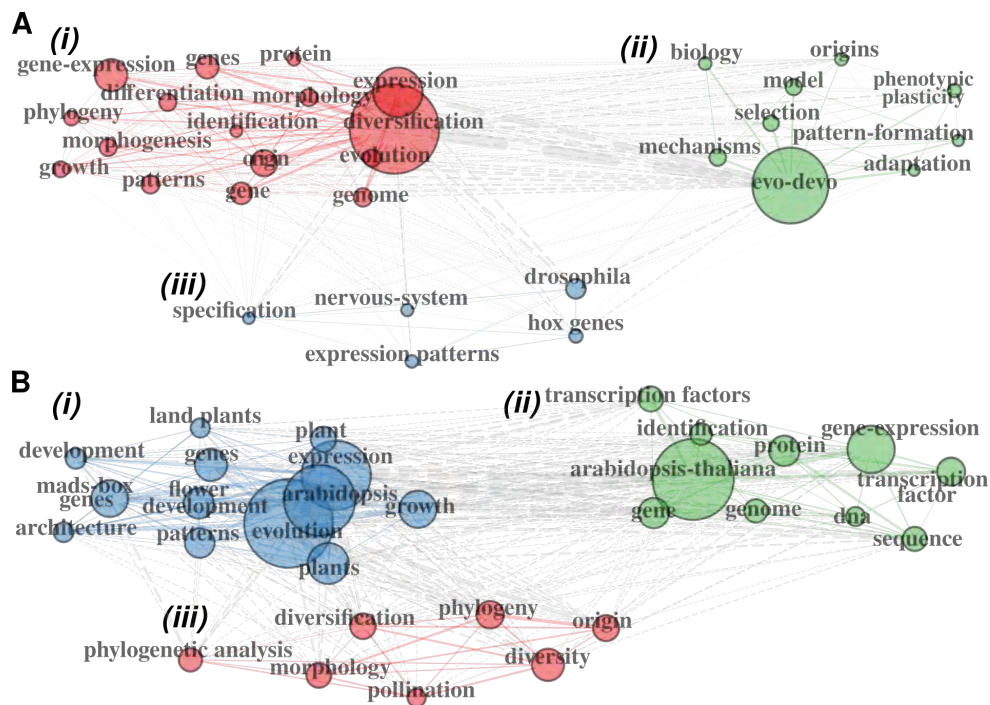 A
(i)
gene-expression
genes
protein
expression
differentiation
morphology
phylogeny
identification
diversification
morphogenesis
origin
evolution
growth
patterns
gene
genome
(ii)
biology
origins
model
phenotypic
plasticity
selection
pattern-formation
mechanisms
adaptation
evo-devo
(iii)
specification
nervous-system
drosophila
hox genes
expression patterns
B
(i)
land plants
development
genes
plant
expression
mads-box
genes
flower
development
arabidopsis
growth
architecture
patterns
evolution
plants
(ii)
transcription factors
identification
protein
gene-expression
arabidopsis-thaliana
transcription
factor
gene
genome
dna
sequence
(iii)
diversification
phylogeny
origin
phylogenetic analysis
morphology
diversity
pollination